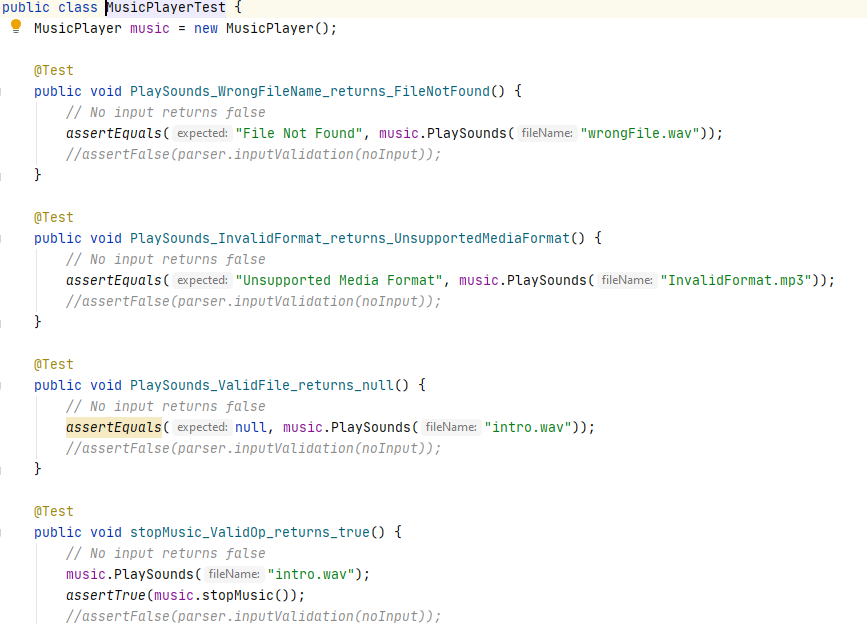 public class MusicPlayerTest {
MusicPlayer music = new MusicPlayer();
@Test
public void PlaySounds_WrongFileName_returns_FileNotFound() {
// No input returns false
assertEquals( expected: "File Not Found", music.PlaySounds( fileName: "wrongFile.wav"));
//assertFalse(parser.inputValidation(noInput));
}
@Test
public void PlaySounds_InvalidFormat_returns_UnsupportedMediaFormat() {
// No input returns false
assertEquals( expected: "Unsupported Media Format", music.PlaySounds( fileName: "InvalidFormat.mp3"));
//assertFalse(parser.inputValidation(noInput));
}
@Test
public void PlaySounds_ValidFile_returns_null() {
// No input returns false
assertEquals( expected: null, music.PlaySounds( fileName: "intro.wav"));
//assertFalse(parser.inputValidation(noInput));
}
@Test
public void stopMusic_ValidOp_returns_true() {
// No input returns false
music.PlaySounds( fileName: "intro.wav");
assertTrue(music.stopMusic());
//assertFalse(parser.inputValidation(noInput));